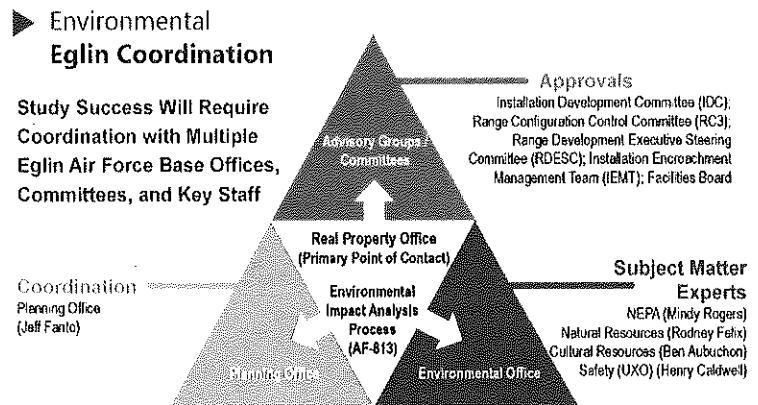 Environmental
Eglin Coordination
Study Success Will Require
Coordination with Multiple
Eglin Air Force Base Offices,
Committees, and Key Staff
Advisory Groups /
Committees
Approvals
Installation Development Committee (IDC);
Range Configuration Control Committee (RC3);
Range Development Executive Steering
Committee (RDESC); Installation Encroachment
Management Team (IEMT); Facilities Board
Real Property Office
(Primary Point of Contact)
Environmental
Impact Analysis
Process
(AF-813)
Coordination
Planning Office
(Jeff Fanto)
Planning Office
Environmental Office
Subject Matter
Experts
NEPA (Mindy Rogers)
Natural Resources (Rodney Felix)
Cultural Resources (Ben Aubuchon)
Safety (UXO) (Henry Caldwell)